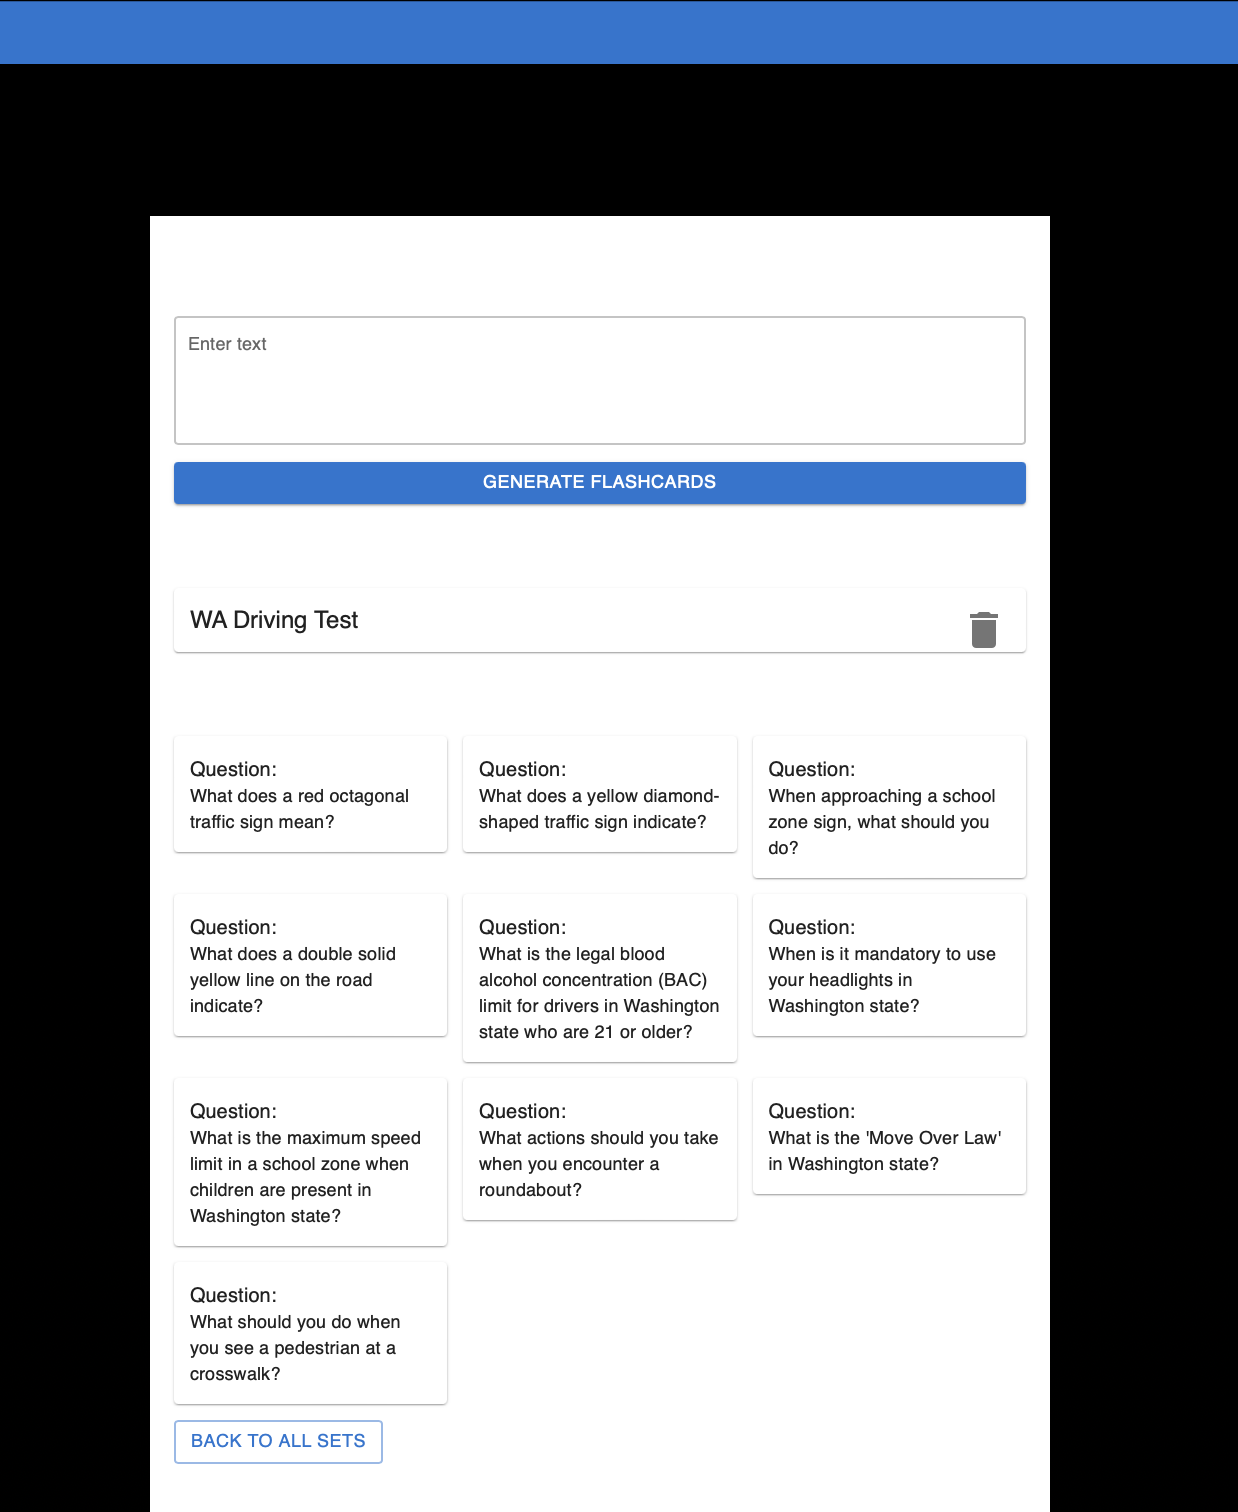 Enter text
GENERATE FLASHCARDS
WA Driving Test
Question:
What does a red octagonal
traffic sign mean?
Question:
What does a yellow diamond-
shaped traffic sign indicate?
Question:
When approaching a school
zone sign, what should you
do?
Question:
What does a double solid
yellow line on the road
indicate?
Question:
What is the legal blood
alcohol concentration (BAC)
limit for drivers in Washington
state who are 21 or older?
Question:
When is it mandatory to use
your headlights in
Washington state?
Question:
What is the maximum speed
limit in a school zone when
children are present in
Washington state?
Question:
What actions should you take
when you encounter a
roundabout?
Question:
What is the 'Move Over Law'
in Washington state?
Question:
What should you do when
you see a pedestrian at a
crosswalk?
BACK TO ALL SETS